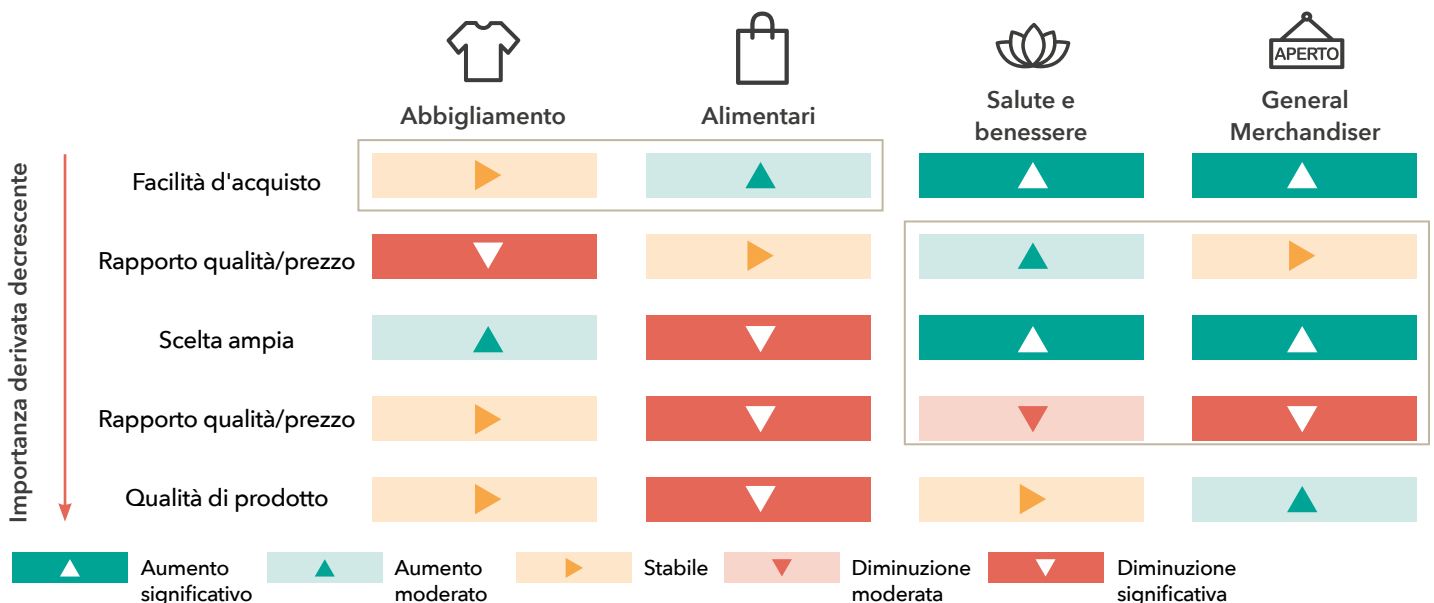 APERTO
Abbigliamento
Alimentari
Salute e
benessere
General
Merchandiser
Importanza derivata decrescente
Facilità d'acquisto
Rapporto qualità/prezzo
Scelta ampia
Rapporto qualità/prezzo
Qualità di prodotto
Aumento
significativo
Aumento
moderato
Stabile
Diminuzione
moderata
Diminuzione
significativa